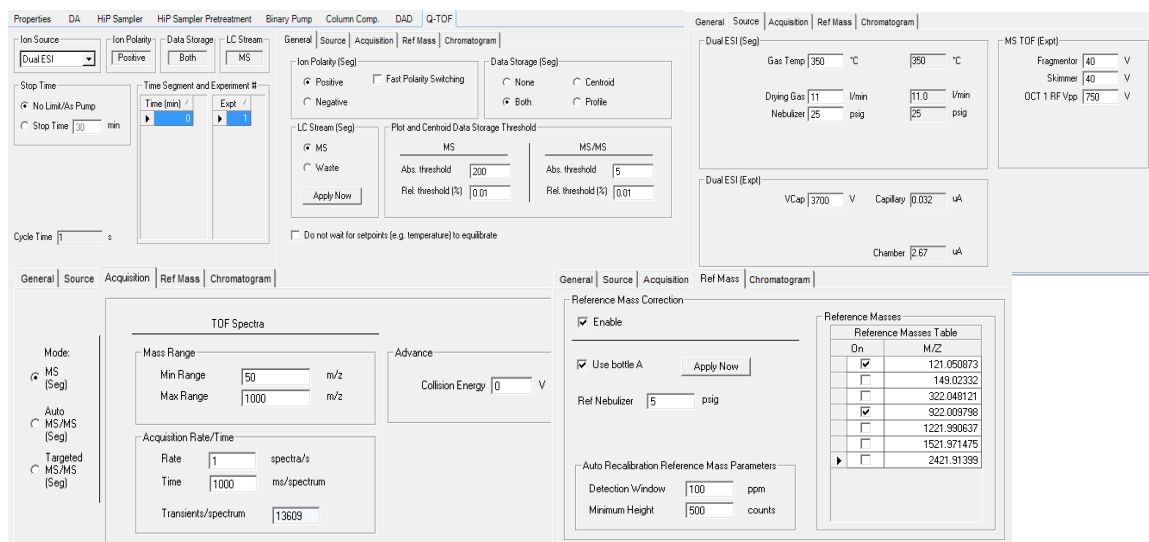 Properties DA HiP Sampler HiP Sampler Pretreatment Binary Pump Column Comp. DAD Q-TOF
Ion Source Ion Polarity Data Storage LC Stream
Dual ESI Positive Both MS
Stop Time
No Limit/As Pump
Stop Time 30 min
Time Segment and Experiment #
Time (min) / Expt /
0 1
Cycle Time 1 s
General Source Acquisition Ref Mass Chromatogram
Ion Polarity (Seg)
Positive Fast Polarity Switching
Negative
Data Storage (Seg)
None Centroid
Both Profile
LC Stream (Seg)
MS
Waste
Apply Now
Plot and Centroid Data Storage Threshold
MS MS/MS
Abs. threshold 200 Abs. threshold 5
Rel. threshold (%) 0.01 Rel. threshold (%) 0.01
Do not wait for setpoints (e.g. temperature) to equilibrate
General Source Acquisition Ref Mass Chromatogram
Dual ESI (Seg)
Gas Temp 350 °C 350 °C
Drying Gas 11 l/min 11.0 l/min
Nebulizer 25 psig 25 psig
MS TOF (Expt)
Fragmentor 40 V
Skimmer 40 V
OCT 1 RF Vpp 750 V
Dual ESI (Expt)
VCap 3700 V Capillary 0.032 uA
Chamber 2.67 uA
General Source Acquisition Ref Mass Chromatogram
Mode:
MS
(Seg)
Auto
MS/MS
(Seg)
Targeted
MS/MS
(Seg)
TOF Spectra
Mass Range
Min Range 50 m/z
Max Range 1000 m/z
Acquisition Rate/Time
Rate 1 spectra/s
Time 1000 ms/spectrum
Transients/spectrum 13609
Advance
Collision Energy 0 V
General Source Acquisition Ref Mass Chromatogram
Reference Mass Correction
Enable
Use bottle A Apply Now
Ref Nebulizer 5 psig
Auto Recalibration Reference Mass Parameters
Detection Window 100 ppm
Minimum Height 500 counts
Reference Masses
Reference Masses Table
On M/Z
121.050873
149.02332
322.048121
922.009798
1221.990637
1521.971475
2421.91399